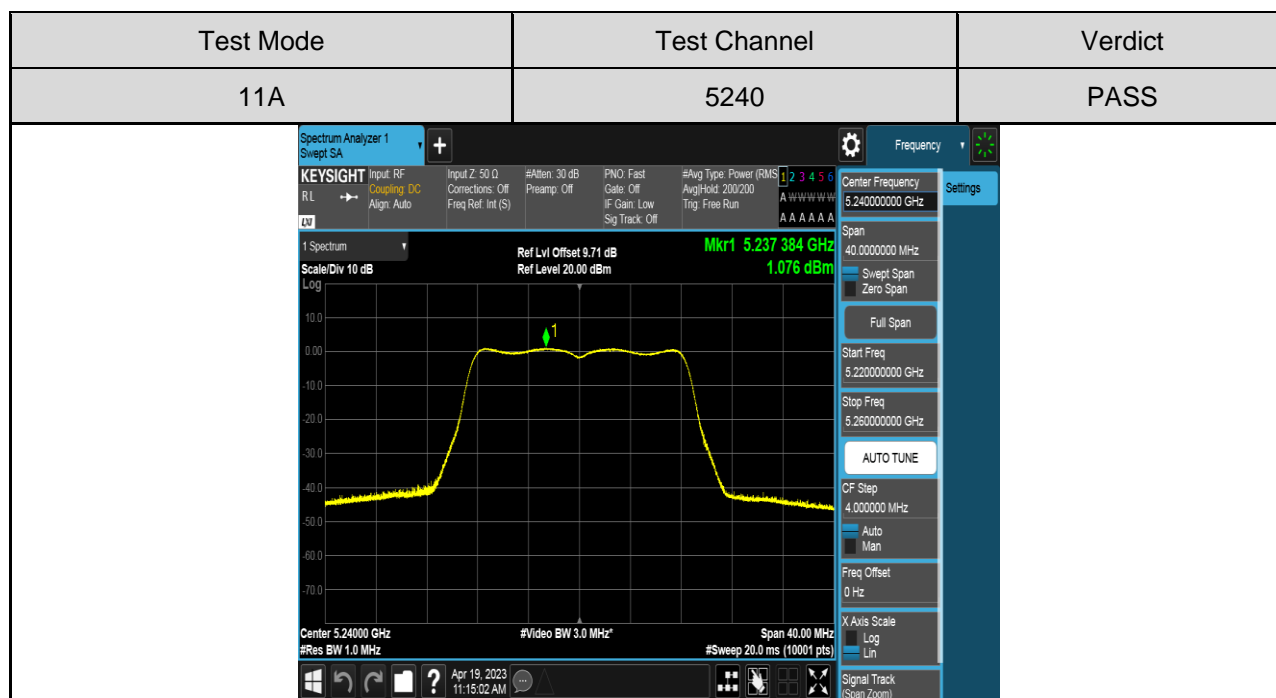 Test Mode Test Channel Verdict
11A 5240 PASS
Spectrum Analyzer 1
Swept SA
+
Frequency
KEYSIGHT Input: RF Input Z: 50 Ω #Atten: 30 dB PNO: Fast #Avg Type: Power (RMS 1 2 3 4 5 6
RL Coupling: DC Corrections: Off Preamp: Off Gate: Off Avg|Hold: 200/200 A W W W W W
Align: Auto Freq Ref: Int (S) IF Gain: Low Trig: Free Run
LXI Sig Track: Off A A A A A A
1 Spectrum
Scale/Div 10 dB
Log
Ref Lvl Offset 9.71 dB
Ref Level 20.00 dBm
Mkr1 5.237 384 GHz
1.076 dBm
1
10.0
0.00
-10.0
-20.0
-30.0
-40.0
-50.0
-60.0
-70.0
Center 5.24000 GHz #Video BW 3.0 MHz* Span 40.00 MHz
#Res BW 1.0 MHz #Sweep 20.0 ms (10001 pts)
?
Apr 19, 2023
11:15:02 AM
Center Frequency
5.240000000 GHz
Span
40.0000000 MHz
Swept Span
Zero Span
Full Span
Start Freq
5.220000000 GHz
Stop Freq
5.260000000 GHz
AUTO TUNE
CF Step
4.000000 MHz
Auto
Man
Freq Offset
0 Hz
X Axis Scale
Log
Lin
Signal Track
(Span Zoom)
Settings